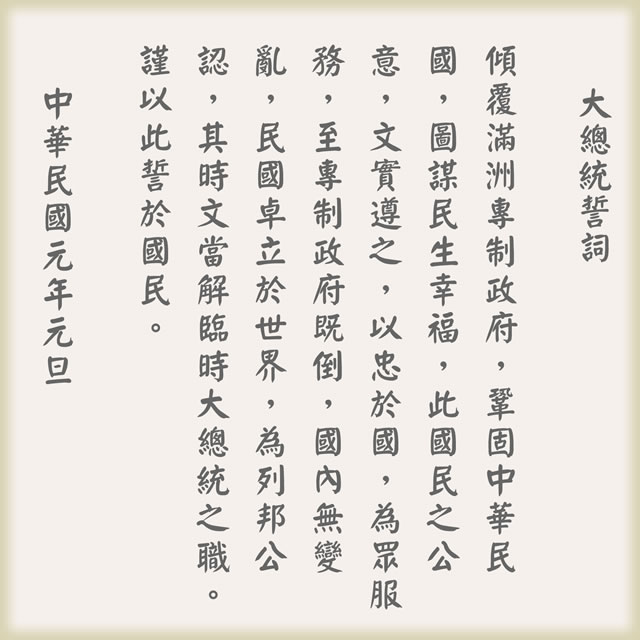 大總統誓詞
傾覆滿洲專制政府，鞏固中華民
國，圖謀民生幸福，此國民之公
意，文實遵之，以忠於國，為眾服
務，至專制政府既倒，國內無變
亂，民國卓立於世界，為列邦公
認，其時文當解臨時大總統之職。
謹以此誓於國民。
中華民國元年元旦